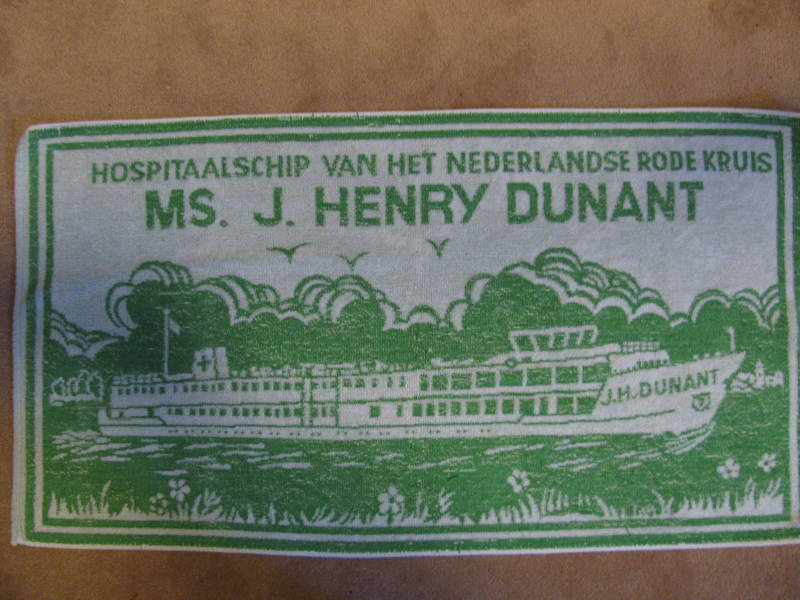 HOSPITAALSCHIP VAN HET NEDERLANDSE RODE KRUIS
MS. J. HENRY DUNANT
J.H. DUNANT